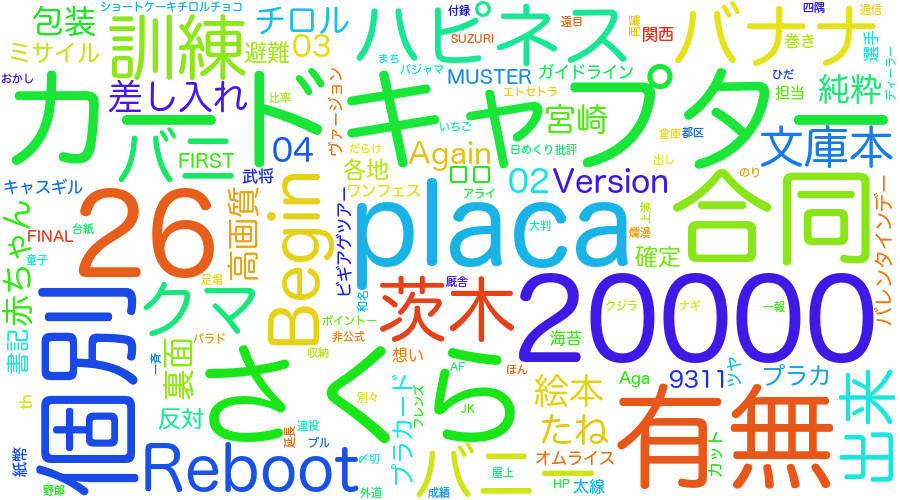 ショートケーキチロルチョコ
包装
チロル
付録
ハピネス
遠目
四隅
通信
バナナ
ミサイル
訓練
避難
03
SUZURI
関西
巻き
選手
まち
パジャマ
MUSTER
ガイドライン
ひだ
おかし
カードキャプター
差し入れ
比率
ヴァージョン
エトセトラ
担当
純粋
ディーラー
バニー
FIRST
04
だらけ
いちご
日めくり批評
宮崎
倉庫
都区
文庫本
キャスギル
武将
各地
Again
ロロ
出し
のり
赤ちゃん
ワンフェス
アライ
02
Version
合同
台紙
FINAL
26
高画質
Begin
ビギアゲツアー
placa
大判
上演
爛漫
バレンタインデー
童子
確定
足場
和名
厩舎
20000
クジラ
ナギ
一報
個別
クマ
茨木
ポイントー
非公式
海苔
書記
裏面
一斉
バラド
収納
さくら
想い
ほん
Aga
9311
ツヤ
プラカ
AF
絵本
有無
出来
th
別々
プラカード
フレンズ
JK
反対
たね
カット
連投
延長
ブル
オムライス
紙幣
Reboot
〆切
バニー
屋上
HP
太線
野郎
外道
成績